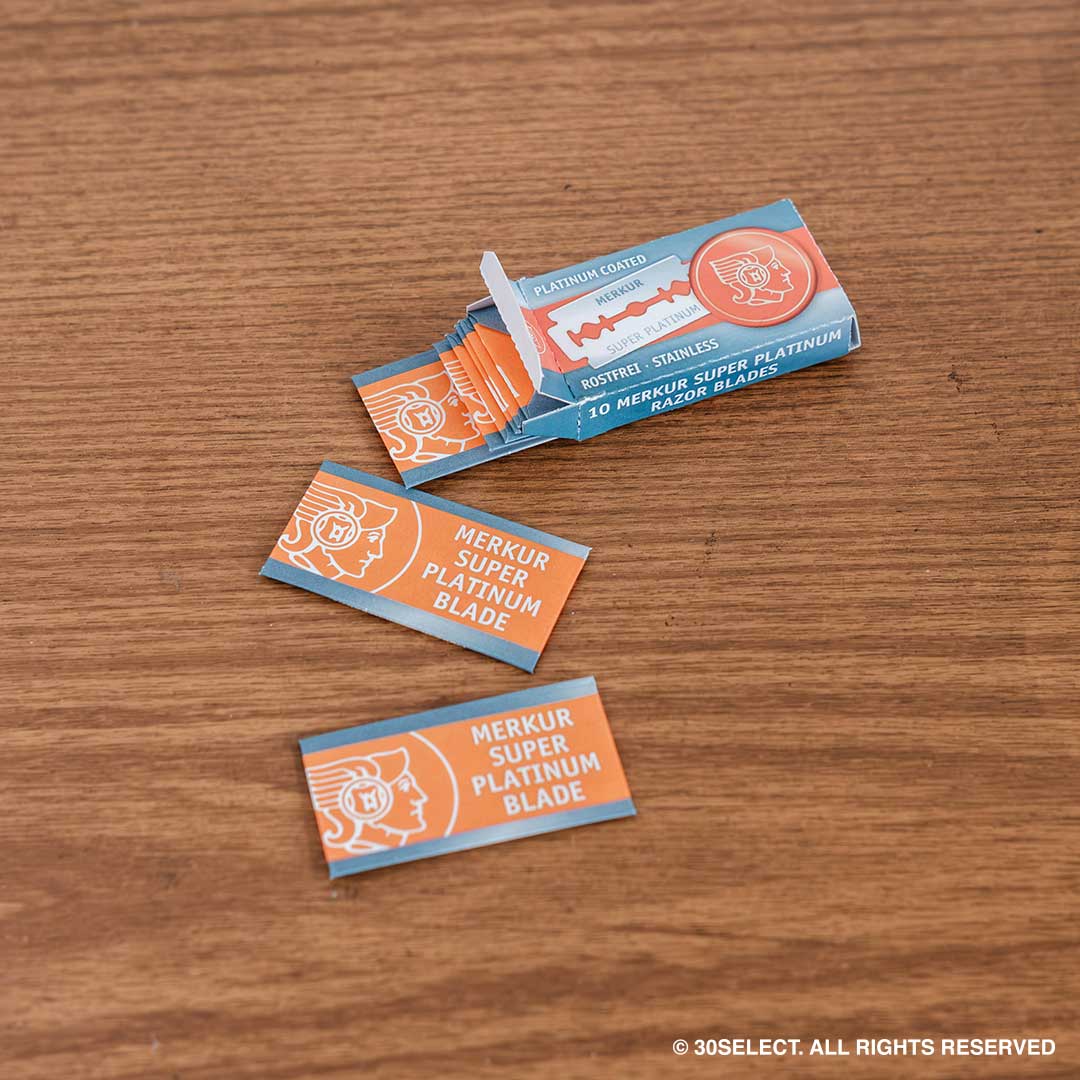 PLATINUM COATED
MERKUR
SUPER PLATINUM
ROSTFREI · STAINLESS
10 MERKUR SUPER PLATINUM
RAZOR BLADES
MERKUR
SUPER
PLATINUM
BLADE
MERKUR
SUPER
PLATINUM
BLADE
© 30SELECT. ALL RIGHTS RESERVED